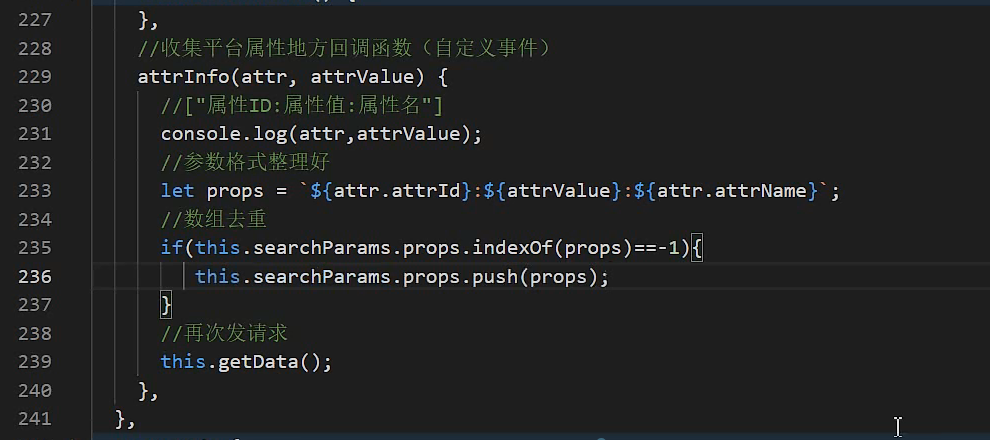 227 },
228 //收集平台属性地方回调函数（自定义事件）
229 attrInfo(attr, attrValue) {
230 //["属性ID:属性值:属性名"]
231 console.log(attr,attrValue);
232 //参数格式整理好
233 let props = `${attr.attrId}:${attrValue}:${attr.attrName}`;
234 //数组去重
235 if(this.searchParams.props.indexOf(props)==-1){
236 this.searchParams.props.push(props);
237 }
238 //再次发请求
239 this.getData();
240 },
241 },